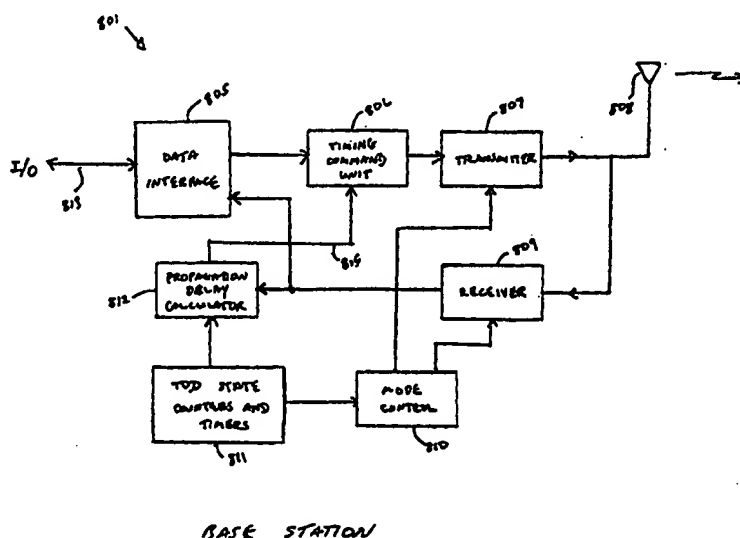 801
805
806
807
808
I/O
813
DATA
INTERFACE
TIMING
COMMAND
UNIT
TRANSMITTER
815
809
812
PROPAGATION
DELAY
CALCULATOR
RECEIVER
TDD STATE
COUNTERS AND
TIMERS
811
MODE
CONTROL
810
BASE STATION